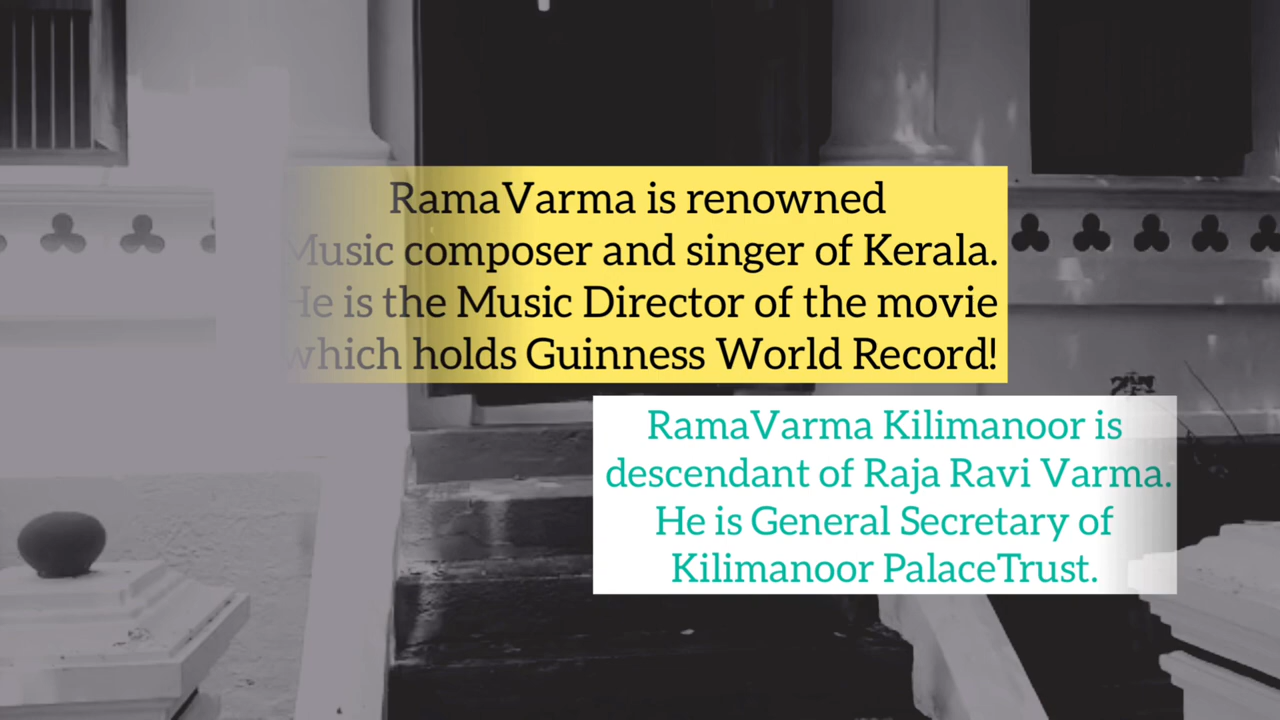 RamaVarma is renowned
Music composer and singer of Kerala.
He is the Music Director of the movie
which holds Guinness World Record!
RamaVarma Kilimanoor is
descendant of Raja Ravi Varma.
He is General Secretary of
Kilimanoor PalaceTrust.